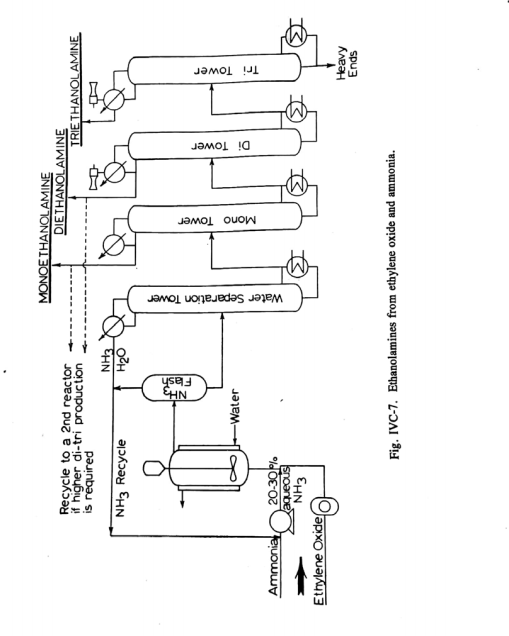 MONOETHANOLAMINE
DIETHANOLAMINE
TRIETHANOLAMINE
Recycle to a 2nd reactor
if higher di-tri production
is required
NH3
H2O
NH3 Recycle
NH3
Flash
Water Separation Tower
Mono Tower
Di Tower
Tri Tower
Heavy
Ends
Water
20-30%
aqueous
NH3
Ammonia
Ethylene Oxide
Fig. IVC-7. Ethanolamines from ethylene oxide and ammonia.